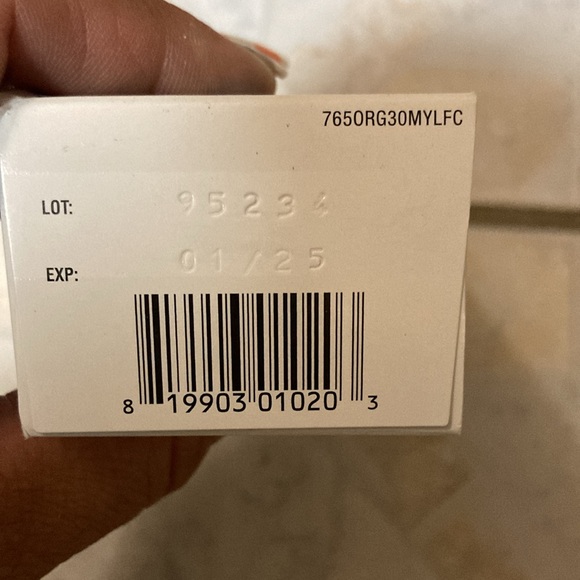 765ORG30MYLFC
LOT: 95234
EXP: 01/25
8 19903 01020 3